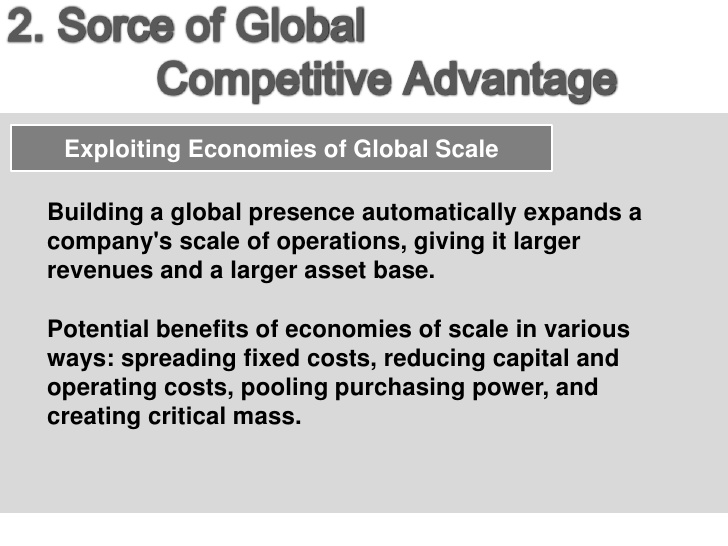 2. Sorce of Global
Competitive Advantage
Exploiting Economies of Global Scale
Building a global presence automatically expands a
company's scale of operations, giving it larger
revenues and a larger asset base.
Potential benefits of economies of scale in various
ways: spreading fixed costs, reducing capital and
operating costs, pooling purchasing power, and
creating critical mass.